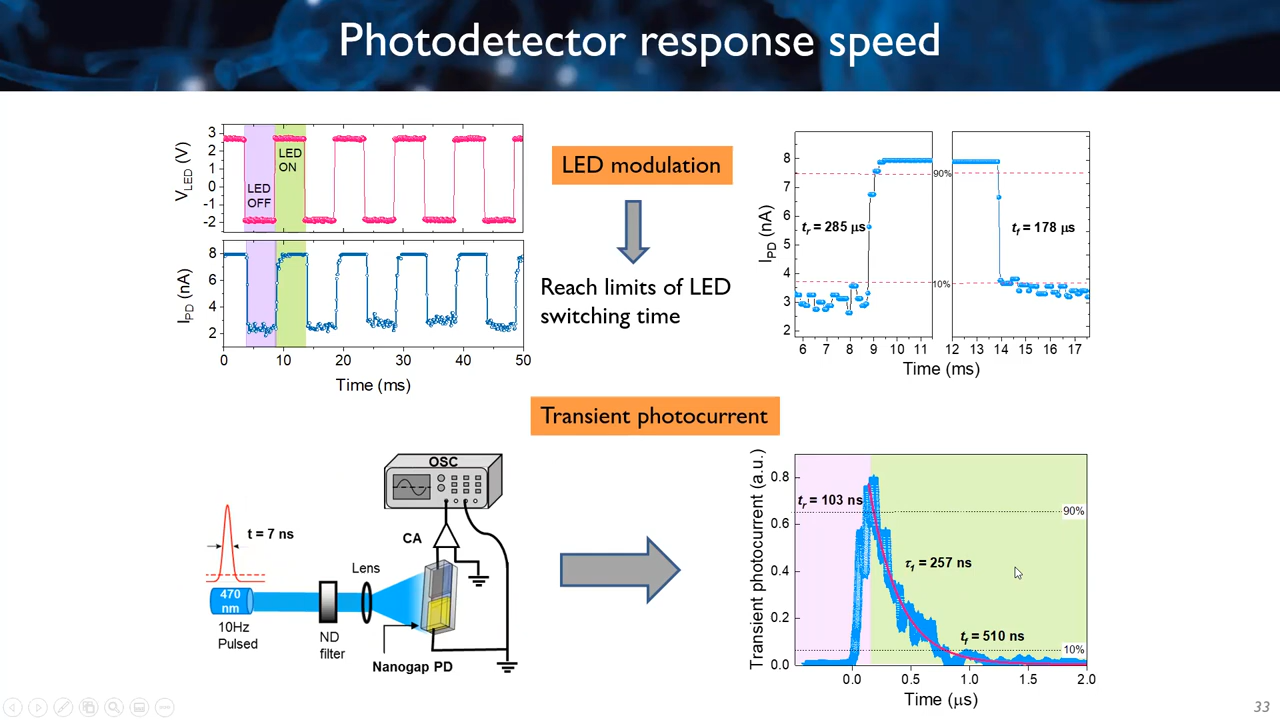 Photodetector response speed
V_LED (V)
3
2
1
0
-1
-2
LED
OFF
LED
ON
I_PD (nA)
8
6
4
2
0 10 20 30 40 50
Time (ms)
LED modulation
Reach limits of LED
switching time
I_PD (nA)
8
7
6
5
4
3
2
t_r = 285 μs
90%
10%
t_f = 178 μs
6 7 8 9 10 11 12 13 14 15 16 17
Time (ms)
Transient photocurrent
OSC
CA
t = 7 ns
Lens
470
nm
10Hz
Pulsed
ND
filter
Nanogap PD
Transient photocurrent (a.u.)
0.8
0.6
0.4
0.2
0.0
t_r = 103 ns
90%
τ_f = 257 ns
t_f = 510 ns
10%
0.0 0.5 1.0 1.5 2.0
Time (μs)
33